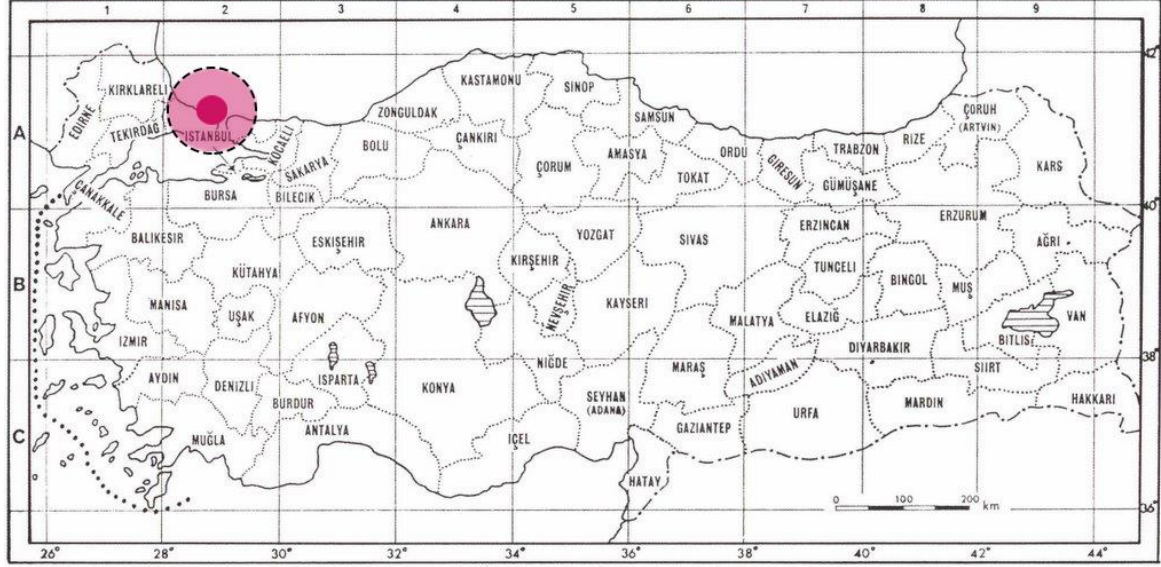 1 2 3 4 5 6 7 8 9
42°
KASTAMONU
SİNOP
KIRKLARELİ
ZONGULDAK
SAMSUN
ÇORUH
(ARTVİN)
A
EDİRNE
TEKİRDAĞ
İSTANBUL
KOCAELİ
SAKARYA
BOLU
ÇANKIRI
ÇORUM
AMASYA
ORDU
GİRESUN
TRABZON
RİZE
A
TOKAT
GÜMÜŞANE
KARS
ÇANAKKALE
BURSA
BİLECİK
40°
ANKARA
YOZGAT
SİVAS
ERZİNCAN
ERZURUM
BALIKESİR
ESKİŞEHİR
AĞRI
KIRŞEHİR
TUNCELİ
KÜTAHYA
BİNGOL
MUŞ
B
MANISA
UŞAK
AFYON
NEVŞEHİR
KAYSERİ
MALATYA
ELAZIĞ
VAN
B
İZMIR
BİTLİS
DİYARBAKIR
38°
AYDIN
DENİZLİ
ISPARTA
KONYA
NİĞDE
MARAŞ
ADIYAMAN
SİİRT
BURDUR
SEYHAN
(ADANA)
URFA
MARDIN
HAKKARİ
C
MUĞLA
ANTALYA
İÇEL
GAZİANTEP
C
HATAY
0 100 200
km
36°
26° 28° 30° 32° 34° 36° 38° 40° 42° 44°